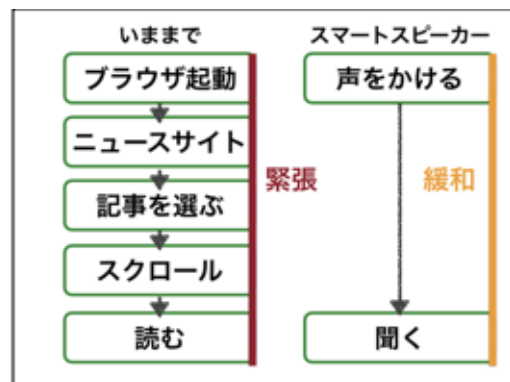 いままで
ブラウザ起動
ニュースサイト
記事を選ぶ
スクロール
読む
緊張
スマートスピーカー
声をかける
緩和
聞く